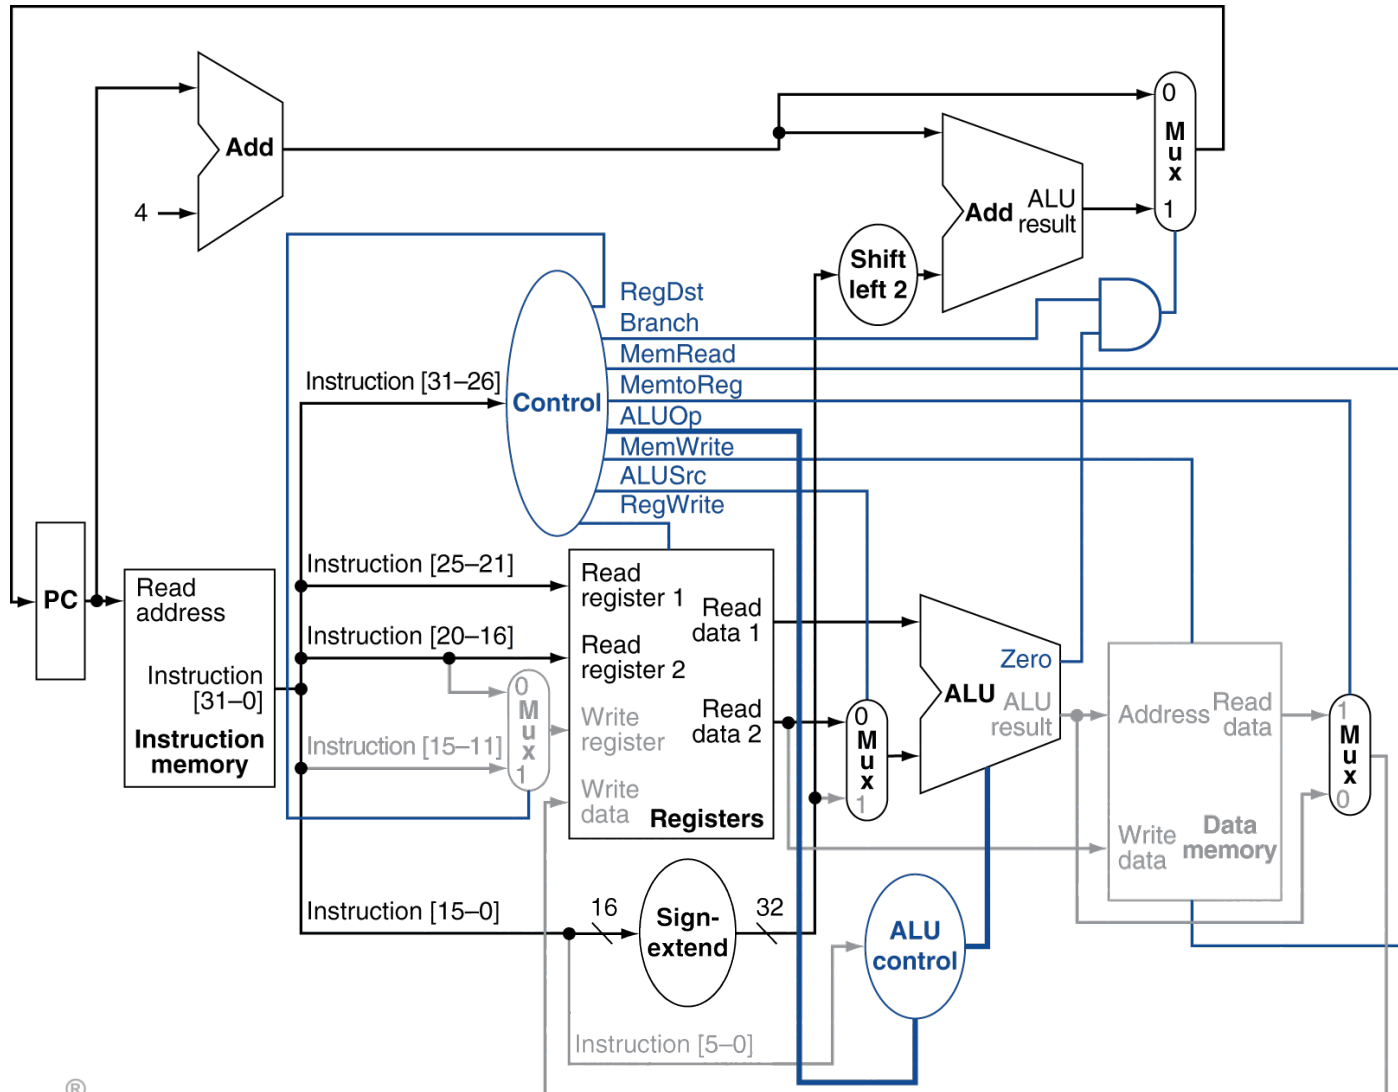 0
M
u
x
1
Add
4
Add
ALU
result
Shift
left 2
RegDst
Branch
MemRead
MemtoReg
ALUOp
MemWrite
ALUSrc
RegWrite
Instruction [31–26]
Control
Instruction [25–21]
Instruction [20–16]
Instruction [15–11]
Instruction [15–0]
Instruction [5–0]
PC
Read
address
Instruction
[31–0]
Instruction
memory
0
M
u
x
1
Read
register 1
Read
register 2
Write
register
Write
data
Read
data 1
Read
data 2
Registers
0
M
u
x
1
Zero
ALU
ALU
result
Address
Read
data
Write
data
Data
memory
1
M
u
x
0
16
Sign-
extend
32
ALU
control
®